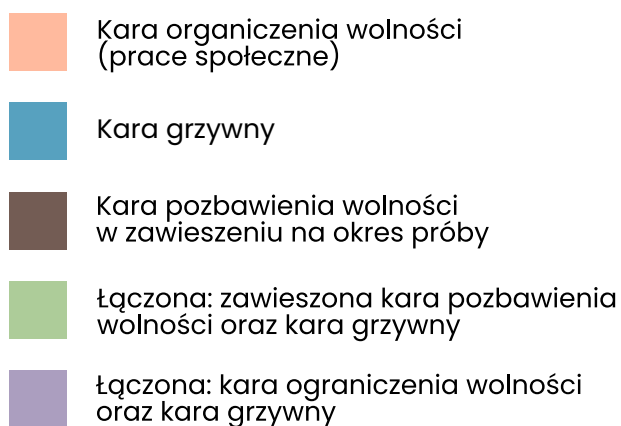 Kara organiczenia wolności
(prace społeczne)
Kara grzywny
Kara pozbawienia wolności
w zawieszeniu na okres próby
Łączona: zawieszona kara pozbawienia
wolności oraz kara grzywny
Łączona: kara ograniczenia wolności
oraz kara grzywny